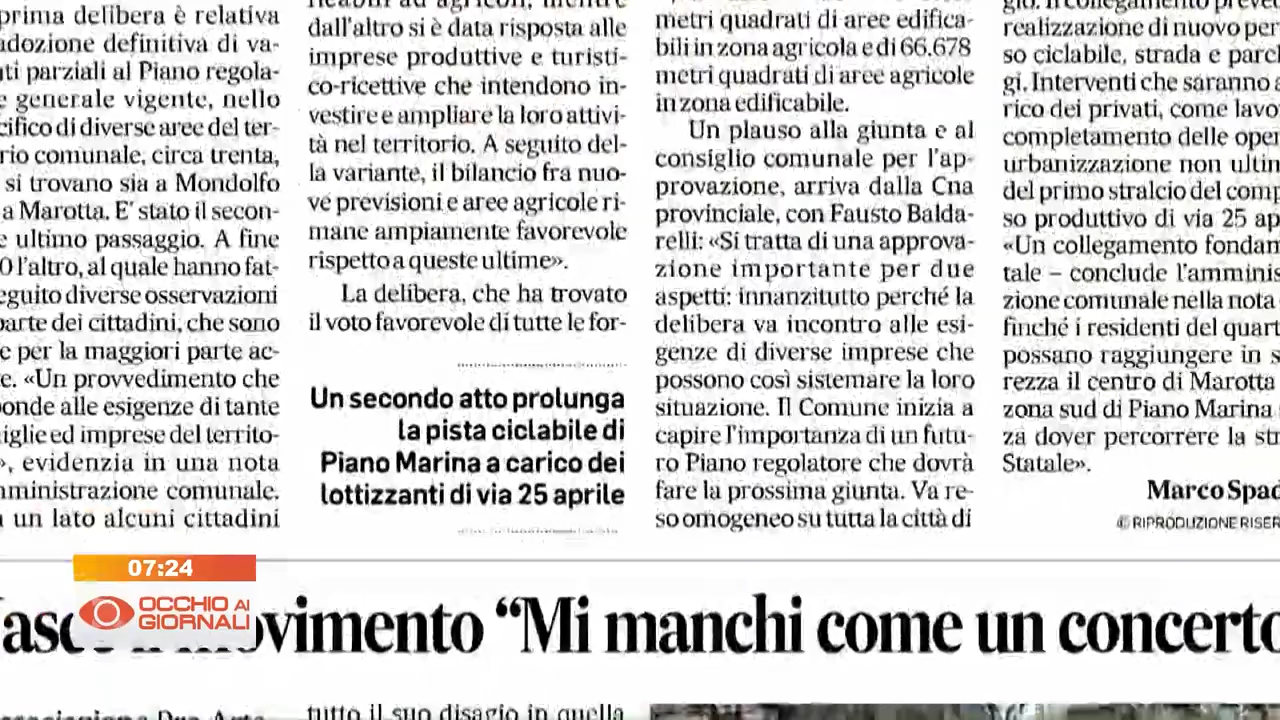 prima delibera è relativa
adozione definitiva di va-
ti parziali al Piano regola-
e generale vigente, nello
cifico di diverse aree del ter-
rio comunale, circa trenta,
si trovano sia a Mondolfo
a Marotta. E' stato il secon-
e ultimo passaggio. A fine
0 l'altro, al quale hanno fat-
eguito diverse osservazioni
parte dei cittadini, che sono
e per la maggiori parte ac-
e. «Un provvedimento che
onde alle esigenze di tante
iglie ed imprese del territo-
», evidenzia in una nota
mministrazione comunale.
un lato alcuni cittadini
dall'altro si è data risposta alle
imprese produttive e turisti-
co-ricettive che intendono in-
vestire e ampliare la loro attivi-
tà nel territorio. A seguito del-
la variante, il bilancio fra nuo-
ve previsioni e aree agricole ri-
mane ampiamente favorevole
rispetto a queste ultime».
La delibera, che ha trovato
il voto favorevole di tutte le for-
Un secondo atto prolunga
la pista ciclabile di
Piano Marina a carico dei
lottizzanti di via 25 aprile
metri quadrati di aree edifica-
bili in zona agricola e di 66.678
metri quadrati di aree agricole
in zona edificabile.
Un plauso alla giunta e al
consiglio comunale per l'ap-
provazione, arriva dalla Cna
provinciale, con Fausto Balda-
relli: «Si tratta di una approva-
zione importante per due
aspetti: innanzitutto perché la
delibera va incontro alle esi-
genze di diverse imprese che
possono così sistemare la loro
situazione. Il Comune inizia a
capire l'importanza di un futu-
ro Piano regolatore che dovrà
fare la prossima giunta. Va re-
so omogeneo su tutta la città di
realizzazione di nuovo per
so ciclabile, strada e parch
gi. Interventi che saranno a
rico dei privati, come lavo
completamento delle oper
urbanizzazione non ultim
del primo stralcio del comp
so produttivo di via 25 ap
«Un collegamento fondam
tale – conclude l'amminis
zione comunale nella nota
finché i residenti del quart
possano raggiungere in s
rezza il centro di Marotta
zona sud di Piano Marina
za dover percorrere la str
Statale».
Marco Spad
© RIPRODUZIONE RISER
07:24
OCCHIO AI
GIORNALI
"Mi manchi come un concerto
tutto il suo disagio in quella